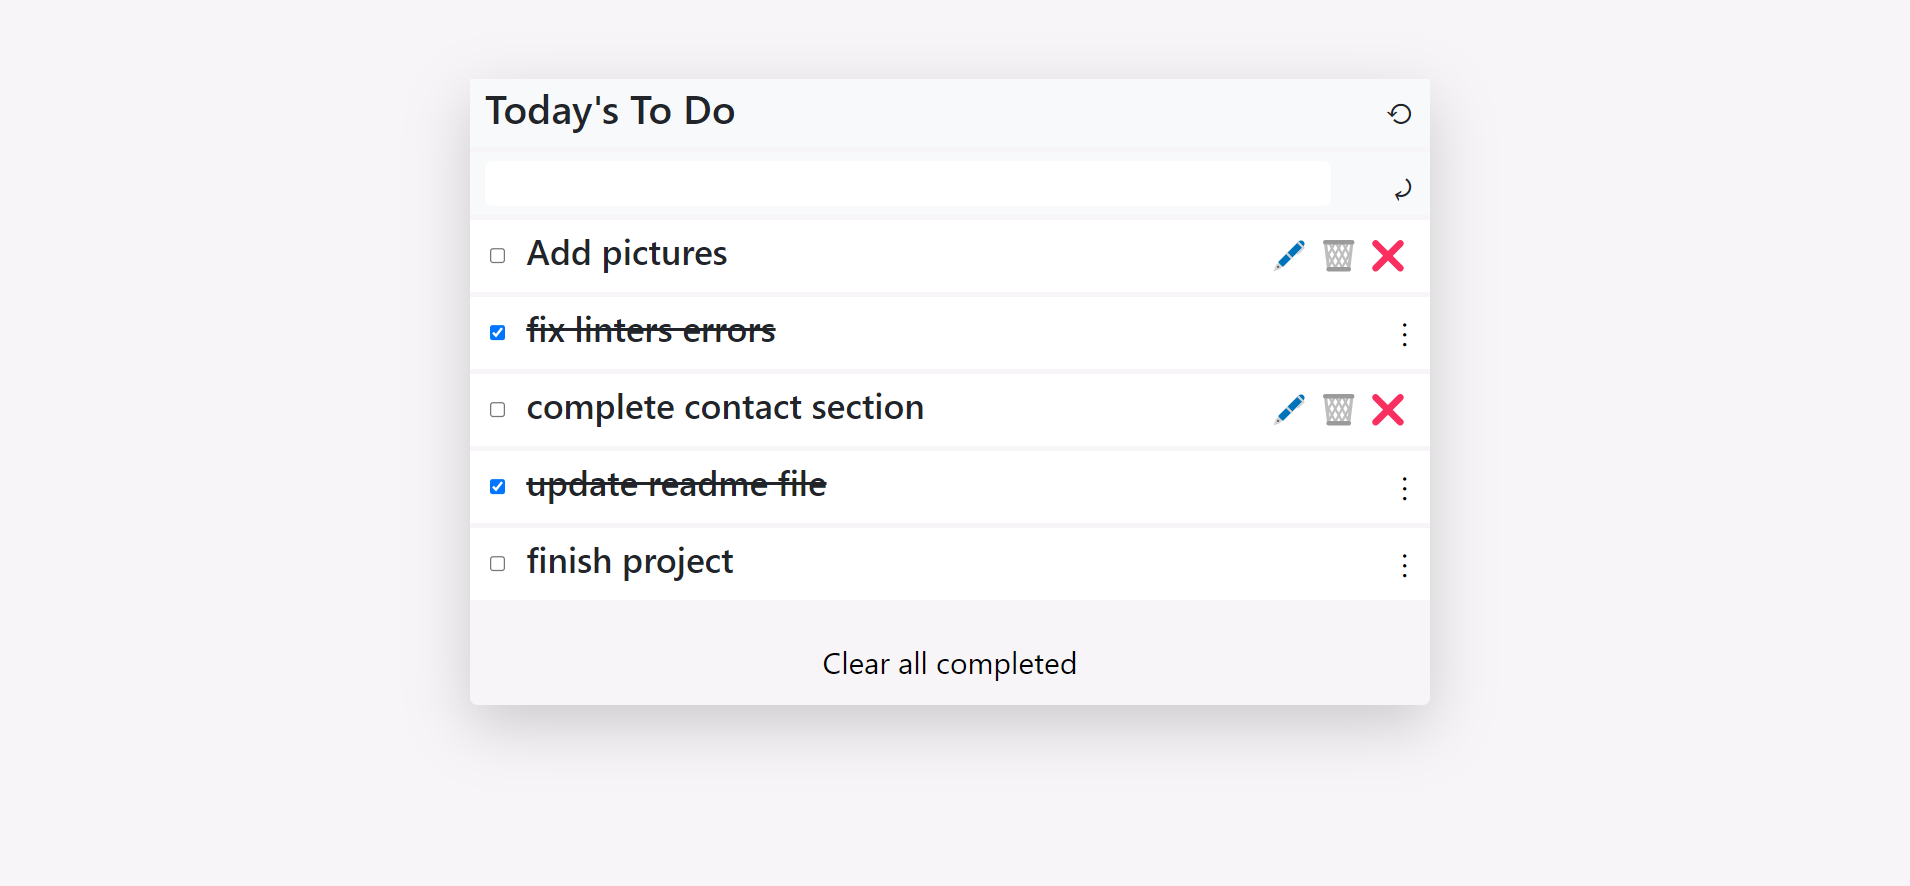 Today's To Do
Add pictures
fix linters errors
complete contact section
update readme file
finish project
Clear all completed